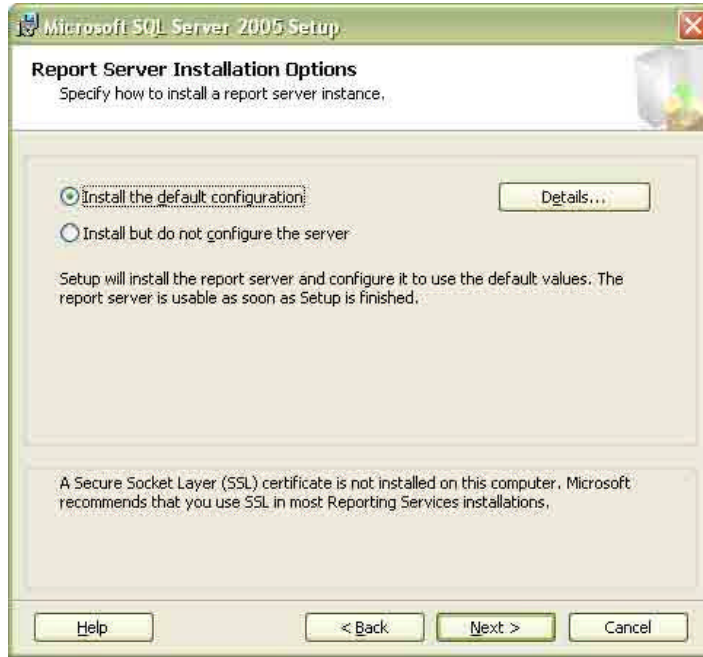 Microsoft SQL Server 2005 Setup
Report Server Installation Options
Specify how to install a report server instance.
Install the default configuration
Details...
Install but do not configure the server
Setup will install the report server and configure it to use the default values. The
report server is usable as soon as Setup is finished.
A Secure Socket Layer (SSL) certificate is not installed on this computer. Microsoft
recommends that you use SSL in most Reporting Services installations.
Help
< Back
Next >
Cancel